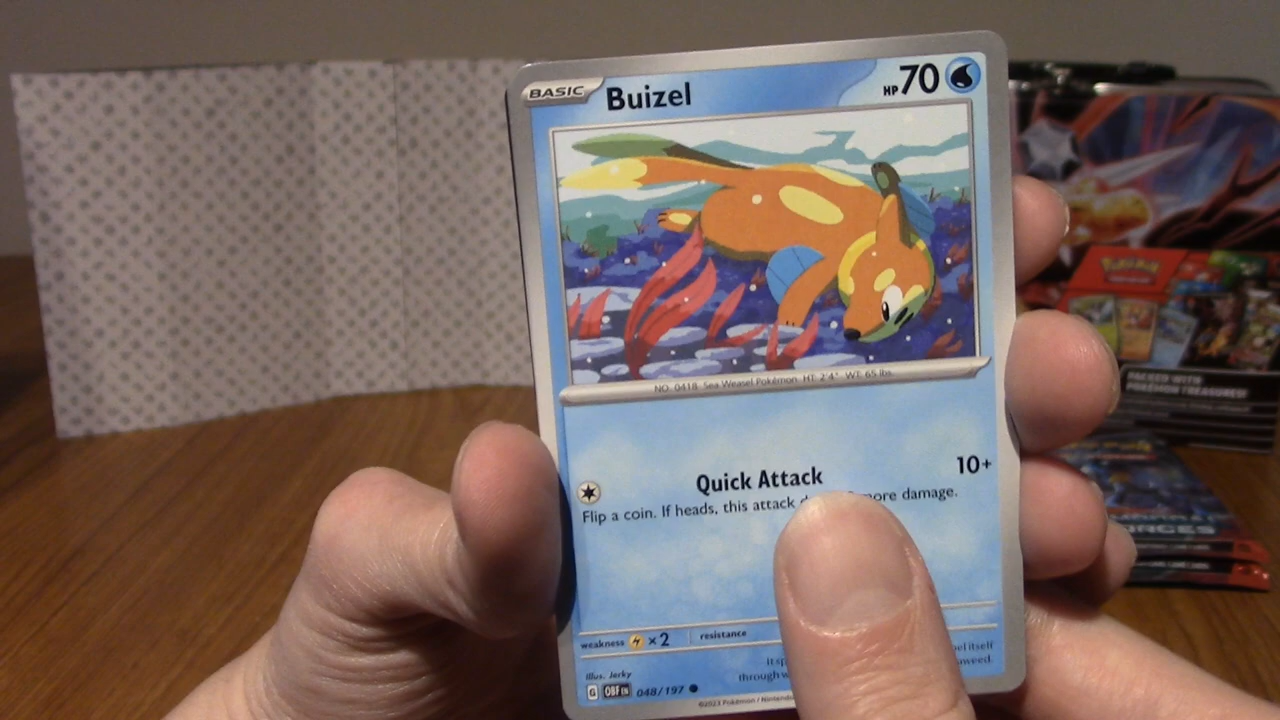 BASIC Buizel HP 70
NO. 0418 Sea Weasel Pokémon HT: 2'4" WT: 65 lbs.
Quick Attack 10+
Flip a coin. If heads, this attack more damage.
weakness ×2 resistance
through
Illus. Jerky
G OBF EN 048/197
©2023 Pokémon / Nintendo
Pokémon
PACKED WITH
POKÉMON TREASURES!